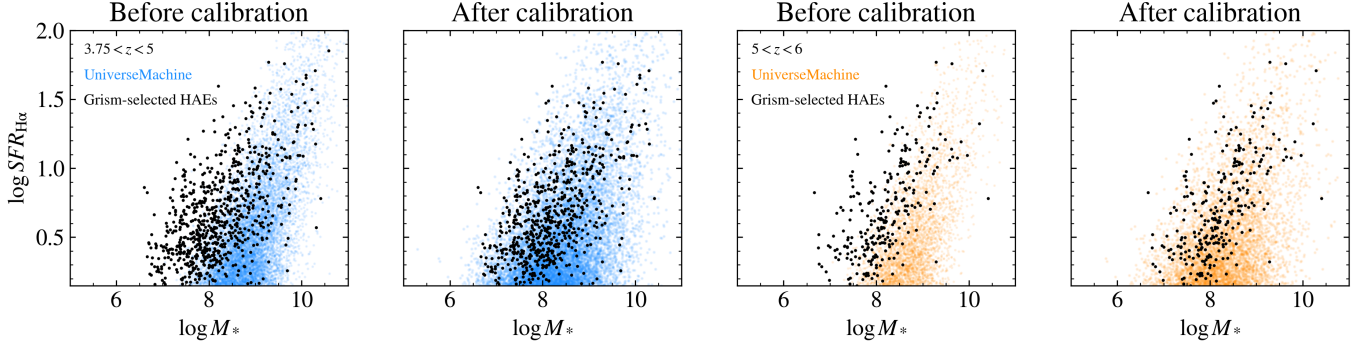 Before calibration
After calibration
Before calibration
After calibration
3.75 < z < 5
UniverseMachine
Grism-selected HAEs
5 < z < 6
UniverseMachine
Grism-selected HAEs
log SFR_Hα
2.0
1.5
1.0
0.5
6 8 10
6 8 10
6 8 10
6 8 10
log M*
log M*
log M*
log M*